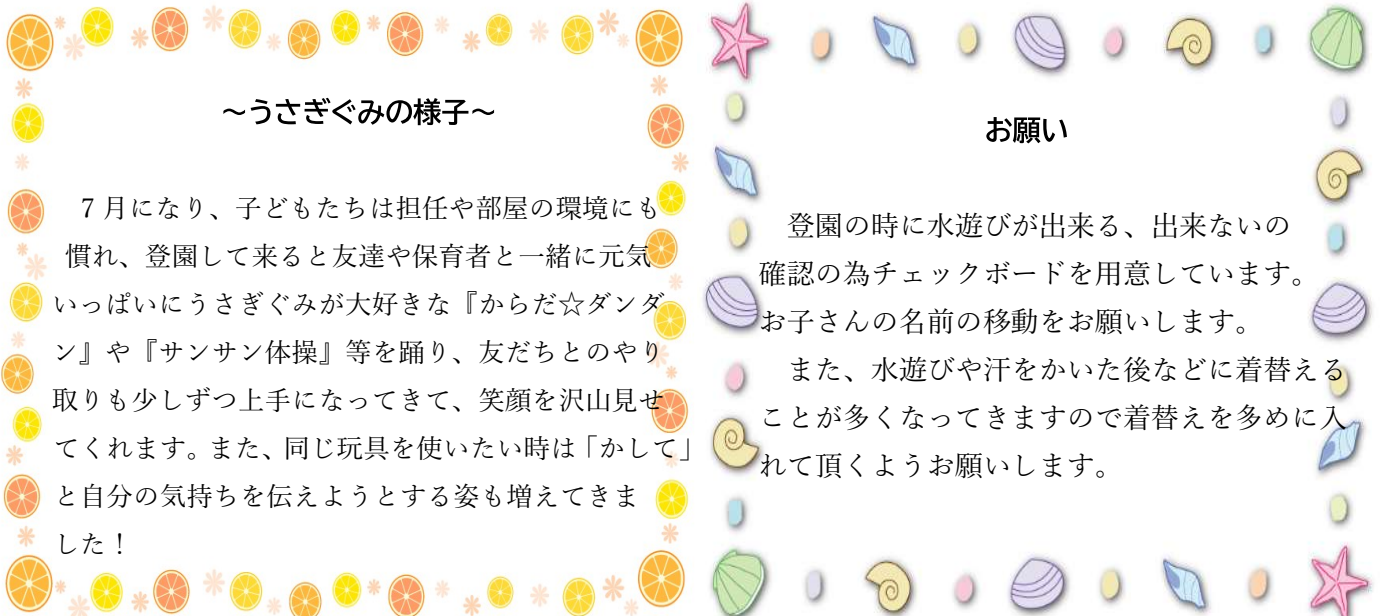 ～うさぎぐみの様子～
７月になり、子どもたちは担任や部屋の環境にも
慣れ、登園して来ると友達や保育者と一緒に元気
いっぱいにうさぎぐみが大好きな『からだ☆ダンダ
ン』や『サンサン体操』等を踊り、友だちとのやり
取りも少しずつ上手になってきて、笑顔を沢山見せ
てくれます。また、同じ玩具を使いたい時は「かして」
と自分の気持ちを伝えようとする姿も増えてきま
した！
お願い
登園の時に水遊びが出来る、出来ないの
確認の為チェックボードを用意しています。
お子さんの名前の移動をお願いします。
また、水遊びや汗をかいた後などに着替える
ことが多くなってきますので着替えを多めに入
れて頂くようお願いします。